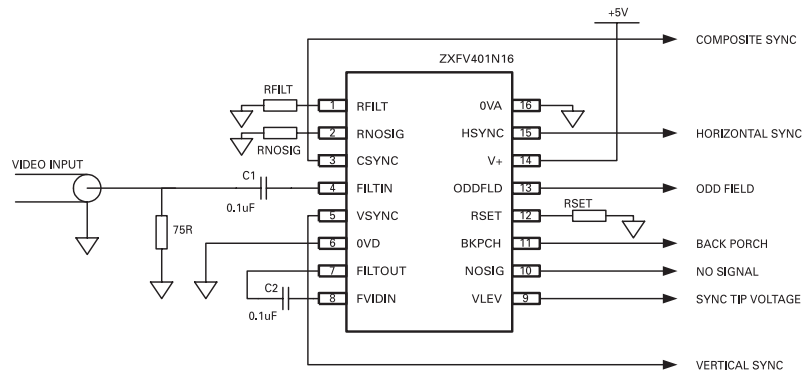 +5V
COMPOSITE SYNC
ZXFV401N16
RFILT
1 RFILT 0VA 16
2 RNOSIG HSYNC 15 HORIZONTAL SYNC
RNOSIG
3 CSYNC V+ 14
VIDEO INPUT
C1
4 FILTIN ODDFLD 13 ODD FIELD
0.1uF
RSET
5 VSYNC RSET 12
75R
6 0VD BKPCH 11 BACK PORCH
7 FILTOUT NOSIG 10 NO SIGNAL
C2
8 FVIDIN VLEV 9 SYNC TIP VOLTAGE
0.1uF
VERTICAL SYNC